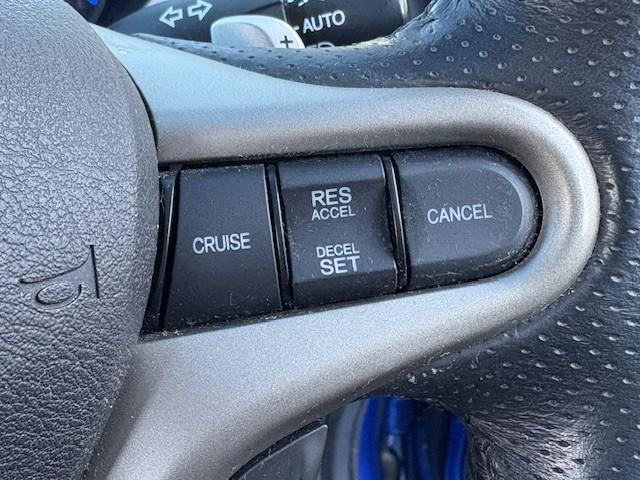 AUTO
+
CRUISE
RES
ACCEL
DECEL
SET
CANCEL